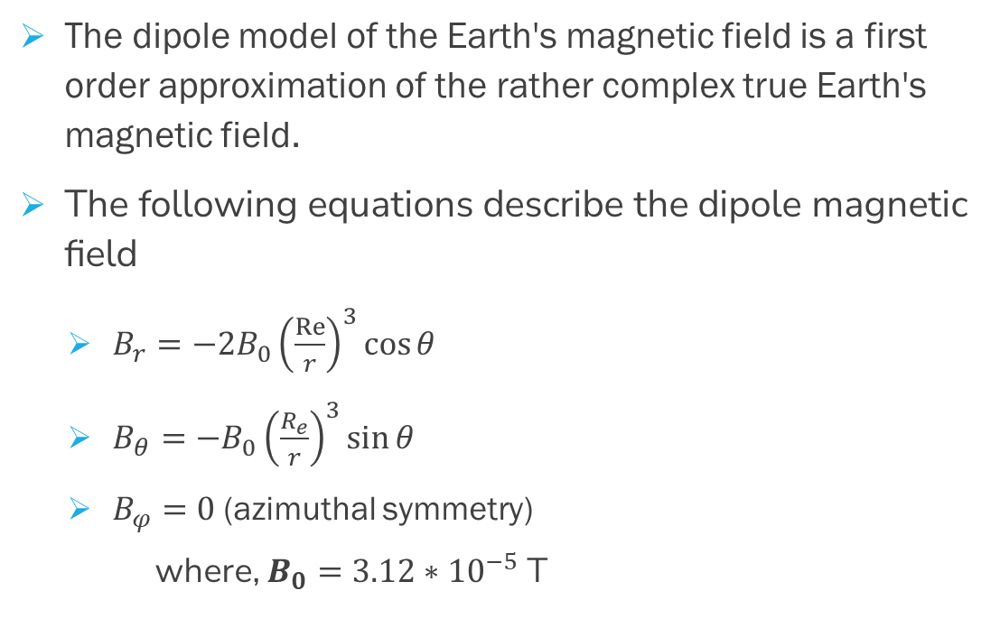 ➢ The dipole model of the Earth's magnetic field is a first
order approximation of the rather complex true Earth's
magnetic field.
➢ The following equations describe the dipole magnetic
field
➢ $B_r = -2B_0 \left(\frac{\mathrm{Re}}{r}\right)^3 \cos\theta$
➢ $B_\theta = -B_0 \left(\frac{R_e}{r}\right)^3 \sin\theta$
➢ $B_\varphi = 0$ (azimuthal symmetry)
where, $\boldsymbol{B_0} = 3.12 * 10^{-5}$ T